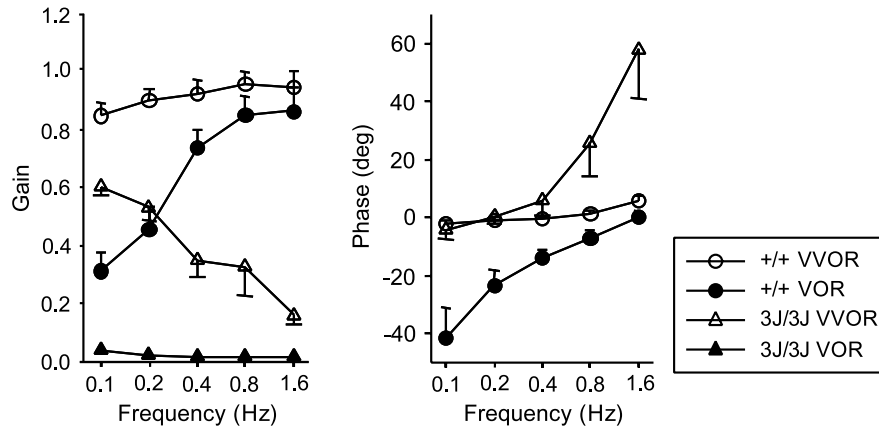 1.2
1.0
0.8
0.6
0.4
0.2
0.0
Gain
0.1 0.2 0.4 0.8 1.6
Frequency (Hz)
60
40
20
0
-20
-40
Phase (deg)
0.1 0.2 0.4 0.8 1.6
Frequency (Hz)
+/+ VVOR
+/+ VOR
3J/3J VVOR
3J/3J VOR